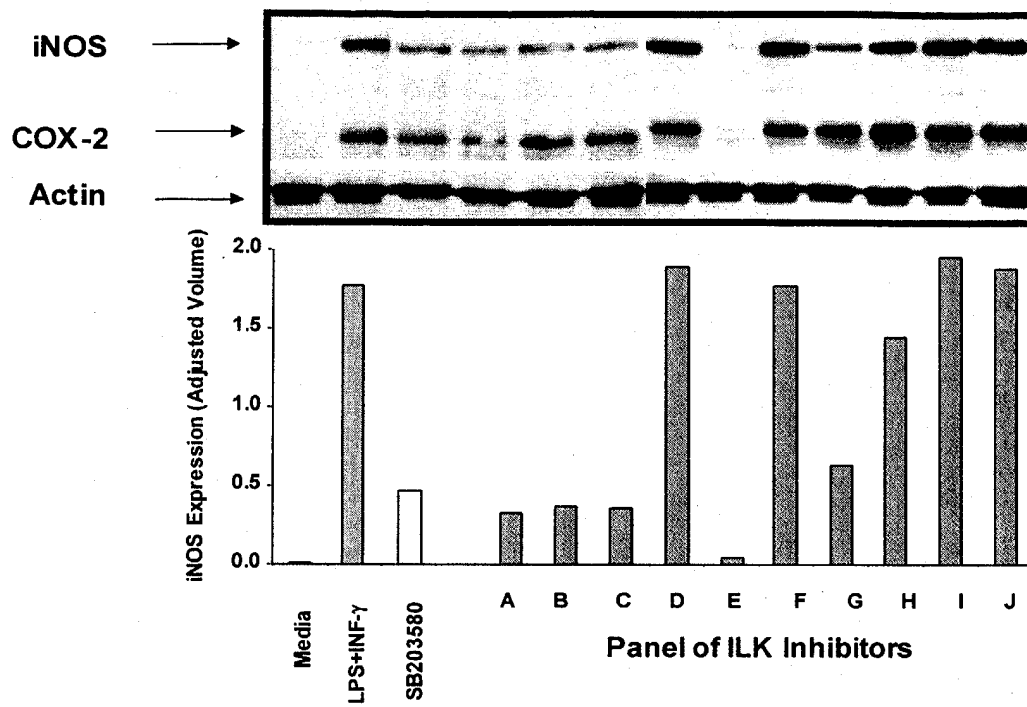 iNOS
COX-2
Actin
iNOS Expression (Adjusted Volume)
2.0
1.5
1.0
0.5
0.0
Media
LPS+INF-γ
SB203580
A B C D E F G H I J
Panel of ILK Inhibitors